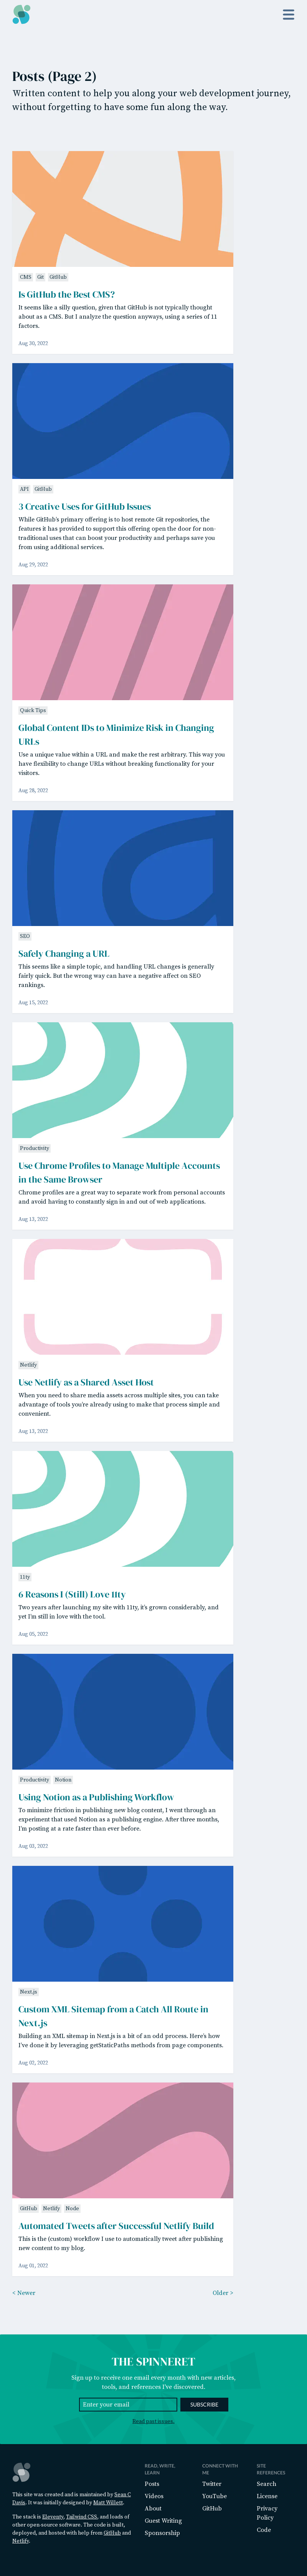 Posts (Page 2)
Written content to help you along your web development journey,
without forgetting to have some fun along the way.
CMS Git GitHub
Is GitHub the Best CMS?
It seems like a silly question, given that GitHub is not typically thought
about as a CMS. But I analyze the question anyways, using a series of 11
factors.
Aug 30, 2022
API GitHub
3 Creative Uses for GitHub Issues
While GitHub's primary offering is to host remote Git repositories, the
features it has provided to support this offering open the door for non-
traditional uses that can boost your productivity and perhaps save you
from using additional services.
Aug 29, 2022
Quick Tips
Global Content IDs to Minimize Risk in Changing
URLs
Use a unique value within a URL and make the rest arbitrary. This way you
have flexibility to change URLs without breaking functionality for your
visitors.
Aug 28, 2022
SEO
Safely Changing a URL
This seems like a simple topic, and handling URL changes is generally
fairly quick. But the wrong way can have a negative affect on SEO
rankings.
Aug 15, 2022
Productivity
Use Chrome Profiles to Manage Multiple Accounts
in the Same Browser
Chrome profiles are a great way to separate work from personal accounts
and avoid having to constantly sign in and out of web applications.
Aug 13, 2022
Netlify
Use Netlify as a Shared Asset Host
When you need to share media assets across multiple sites, you can take
advantage of tools you're already using to make that process simple and
convenient.
Aug 13, 2022
11ty
6 Reasons I (Still) Love 11ty
Two years after launching my site with 11ty, it's grown considerably, and
yet I'm still in love with the tool.
Aug 05, 2022
Productivity Notion
Using Notion as a Publishing Workflow
To minimize friction in publishing new blog content, I went through an
experiment that used Notion as a publishing engine. After three months,
I'm posting at a rate faster than ever before.
Aug 03, 2022
Next.js
Custom XML Sitemap from a Catch All Route in
Next.js
Building an XML sitemap in Next.js is a bit of an odd process. Here's how
I've done it by leveraging getStaticPaths methods from page components.
Aug 02, 2022
GitHub Netlify Node
Automated Tweets after Successful Netlify Build
This is the (custom) workflow I use to automatically tweet after publishing
new content to my blog.
Aug 01, 2022
< Newer
Older >
THE SPINNERET
Sign up to receive one email every month with new articles,
tools, and references I've discovered.
Enter your email
SUBSCRIBE
Read past issues.
This site was created and is maintained by Sean C
Davis. It was initially designed by Matt Willett.
The stack is Eleventy, Tailwind CSS, and loads of
other open source software. The code is built,
deployed, and hosted with help from GitHub and
Netlify.
READ. WRITE.
LEARN
Posts
Videos
About
Guest Writing
Sponsorship
CONNECT WITH
ME
Twitter
YouTube
GitHub
SITE
REFERENCES
Search
License
Privacy
Policy
Code